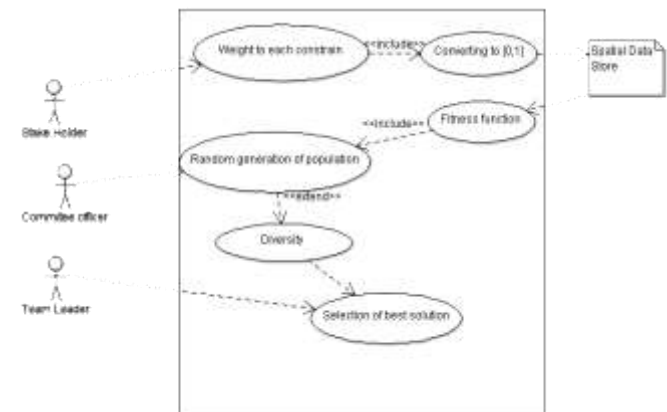 Weight to each constrain
<<include>>
Converting to [0,1]
Spatial Data
Store
Stake Holder
<<include>>
Fitness function
Random generation of population
Commitee officer
<<extend>>
Diversity
Team Leader
Selection of best solution